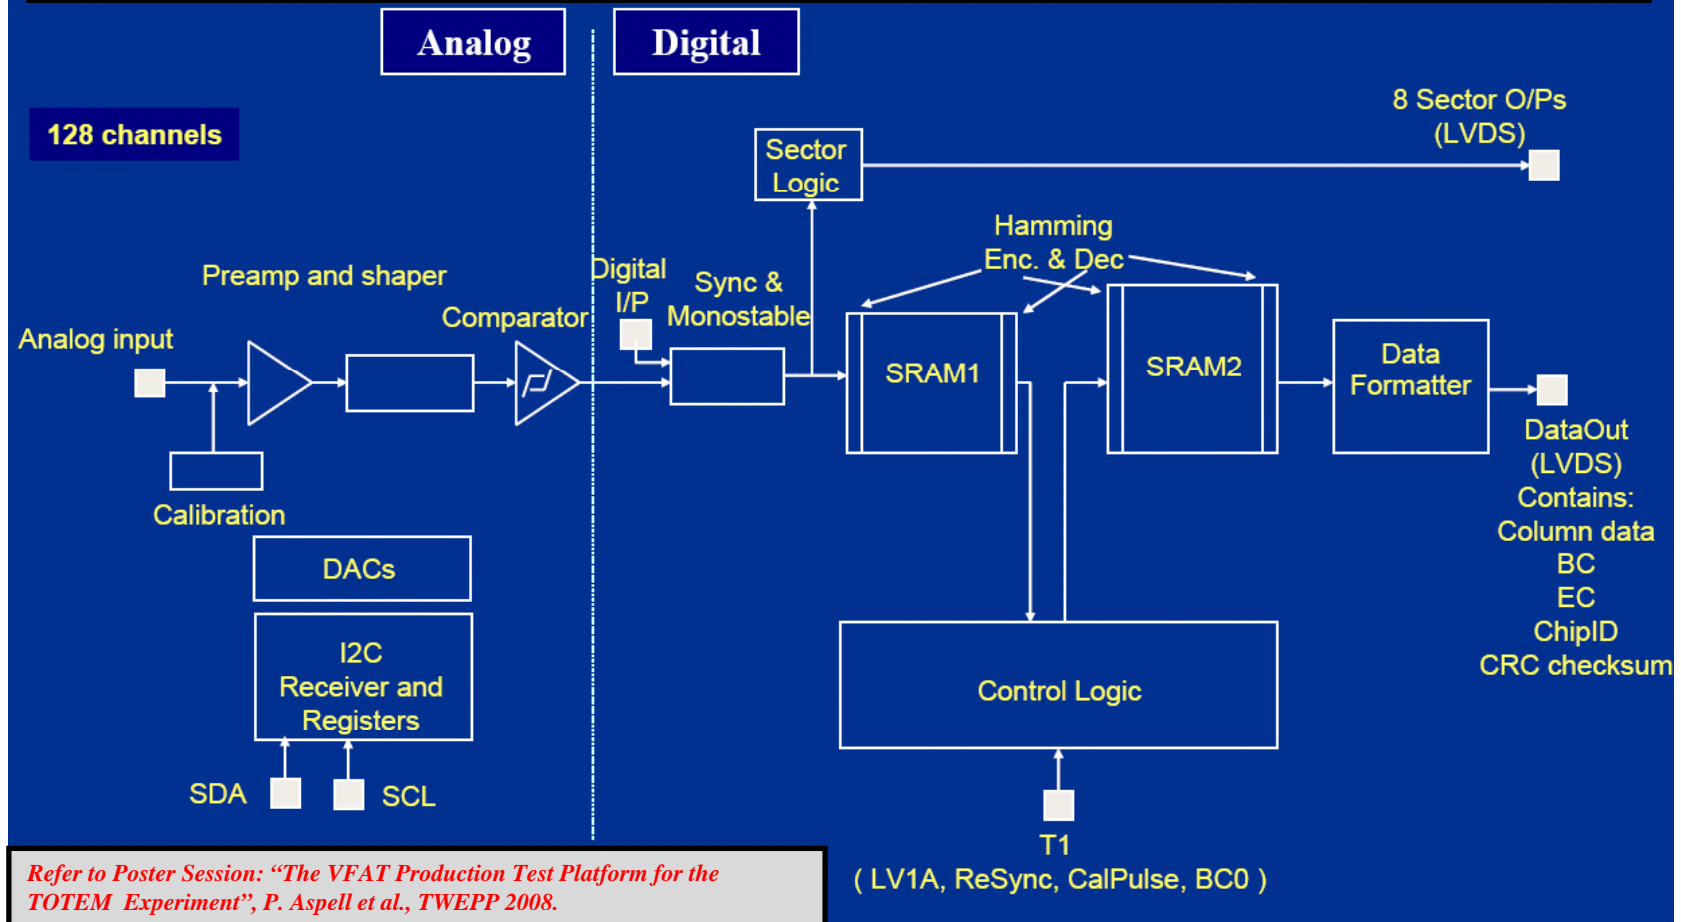 Analog
Digital
128 channels
8 Sector O/Ps
(LVDS)
Sector
Logic
Hamming
Enc. & Dec
Preamp and shaper
Digital
I/P
Sync &
Monostable
Comparator
Analog input
SRAM1
SRAM2
Data
Formatter
DataOut
(LVDS)
Contains:
Column data
BC
EC
ChipID
CRC checksum
Calibration
DACs
I2C
Receiver and
Registers
SDA
SCL
Control Logic
T1
( LV1A, ReSync, CalPulse, BC0 )
Refer to Poster Session: “The VFAT Production Test Platform for the
TOTEM Experiment”, P. Aspell et al., TWEPP 2008.